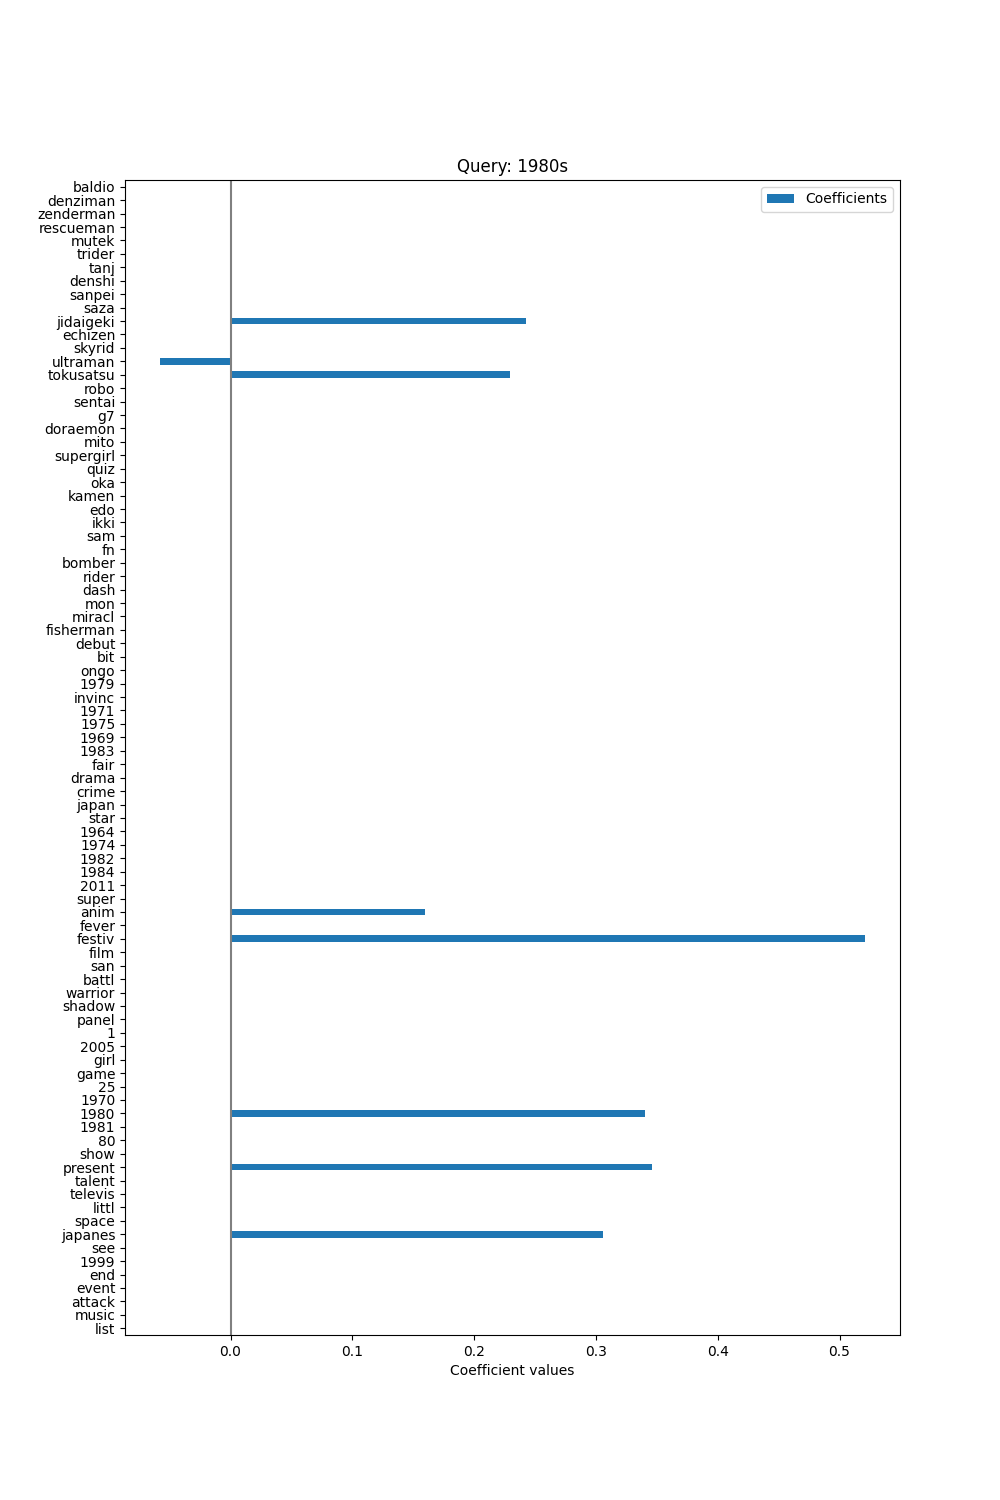 Query: 1980s
Coefficients
baldio
denziman
zenderman
rescueman
mutek
trider
tanj
denshi
sanpei
saza
jidaigeki
echizen
skyrid
ultraman
tokusatsu
robo
sentai
g7
doraemon
mito
supergirl
quiz
oka
kamen
edo
ikki
sam
fn
bomber
rider
dash
mon
miracl
fisherman
debut
bit
ongo
1979
invinc
1971
1975
1969
1983
fair
drama
crime
japan
star
1964
1974
1982
1984
2011
super
anim
fever
festiv
film
san
battl
warrior
shadow
panel
1
2005
girl
game
25
1970
1980
1981
80
show
present
talent
televis
littl
space
japanes
see
1999
end
event
attack
music
list
0.0 0.1 0.2 0.3 0.4 0.5
Coefficient values